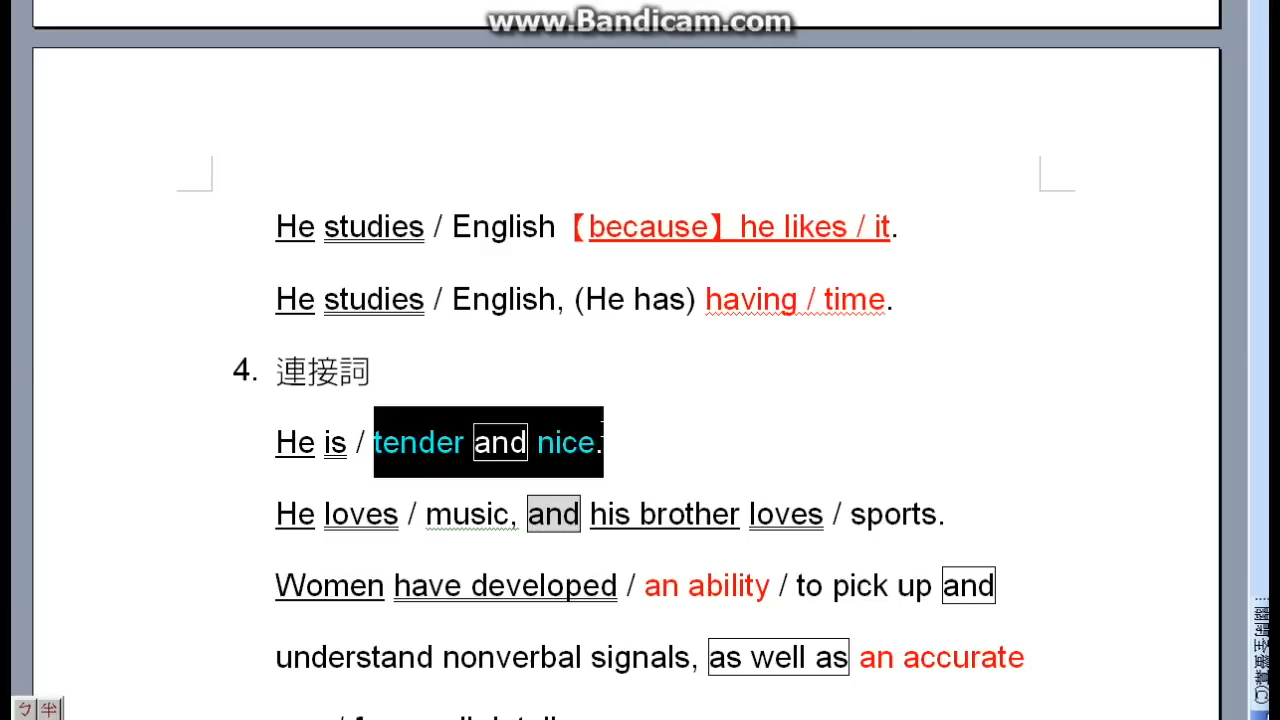 www.Bandicam.com
He studies / English【because】he likes / it.
He studies / English, (He has) having / time.
4. 連接詞
He is / tender and nice.
He loves / music, and his brother loves / sports.
Women have developed / an ability / to pick up and
understand nonverbal signals, as well as an accurate
ㄅ半